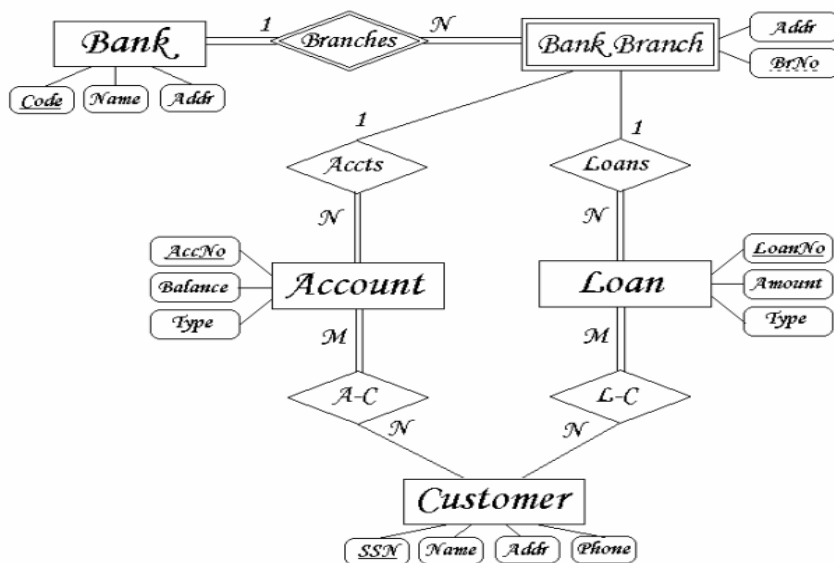 1 N
Bank Branches Bank Branch Addr
BrNo
Code Name Addr
1 1
Accts Loans
N N
AccNo LoanNo
Balance Account Loan Amount
Type Type
M M
A-C L-C
N N
Customer
SSN Name Addr Phone